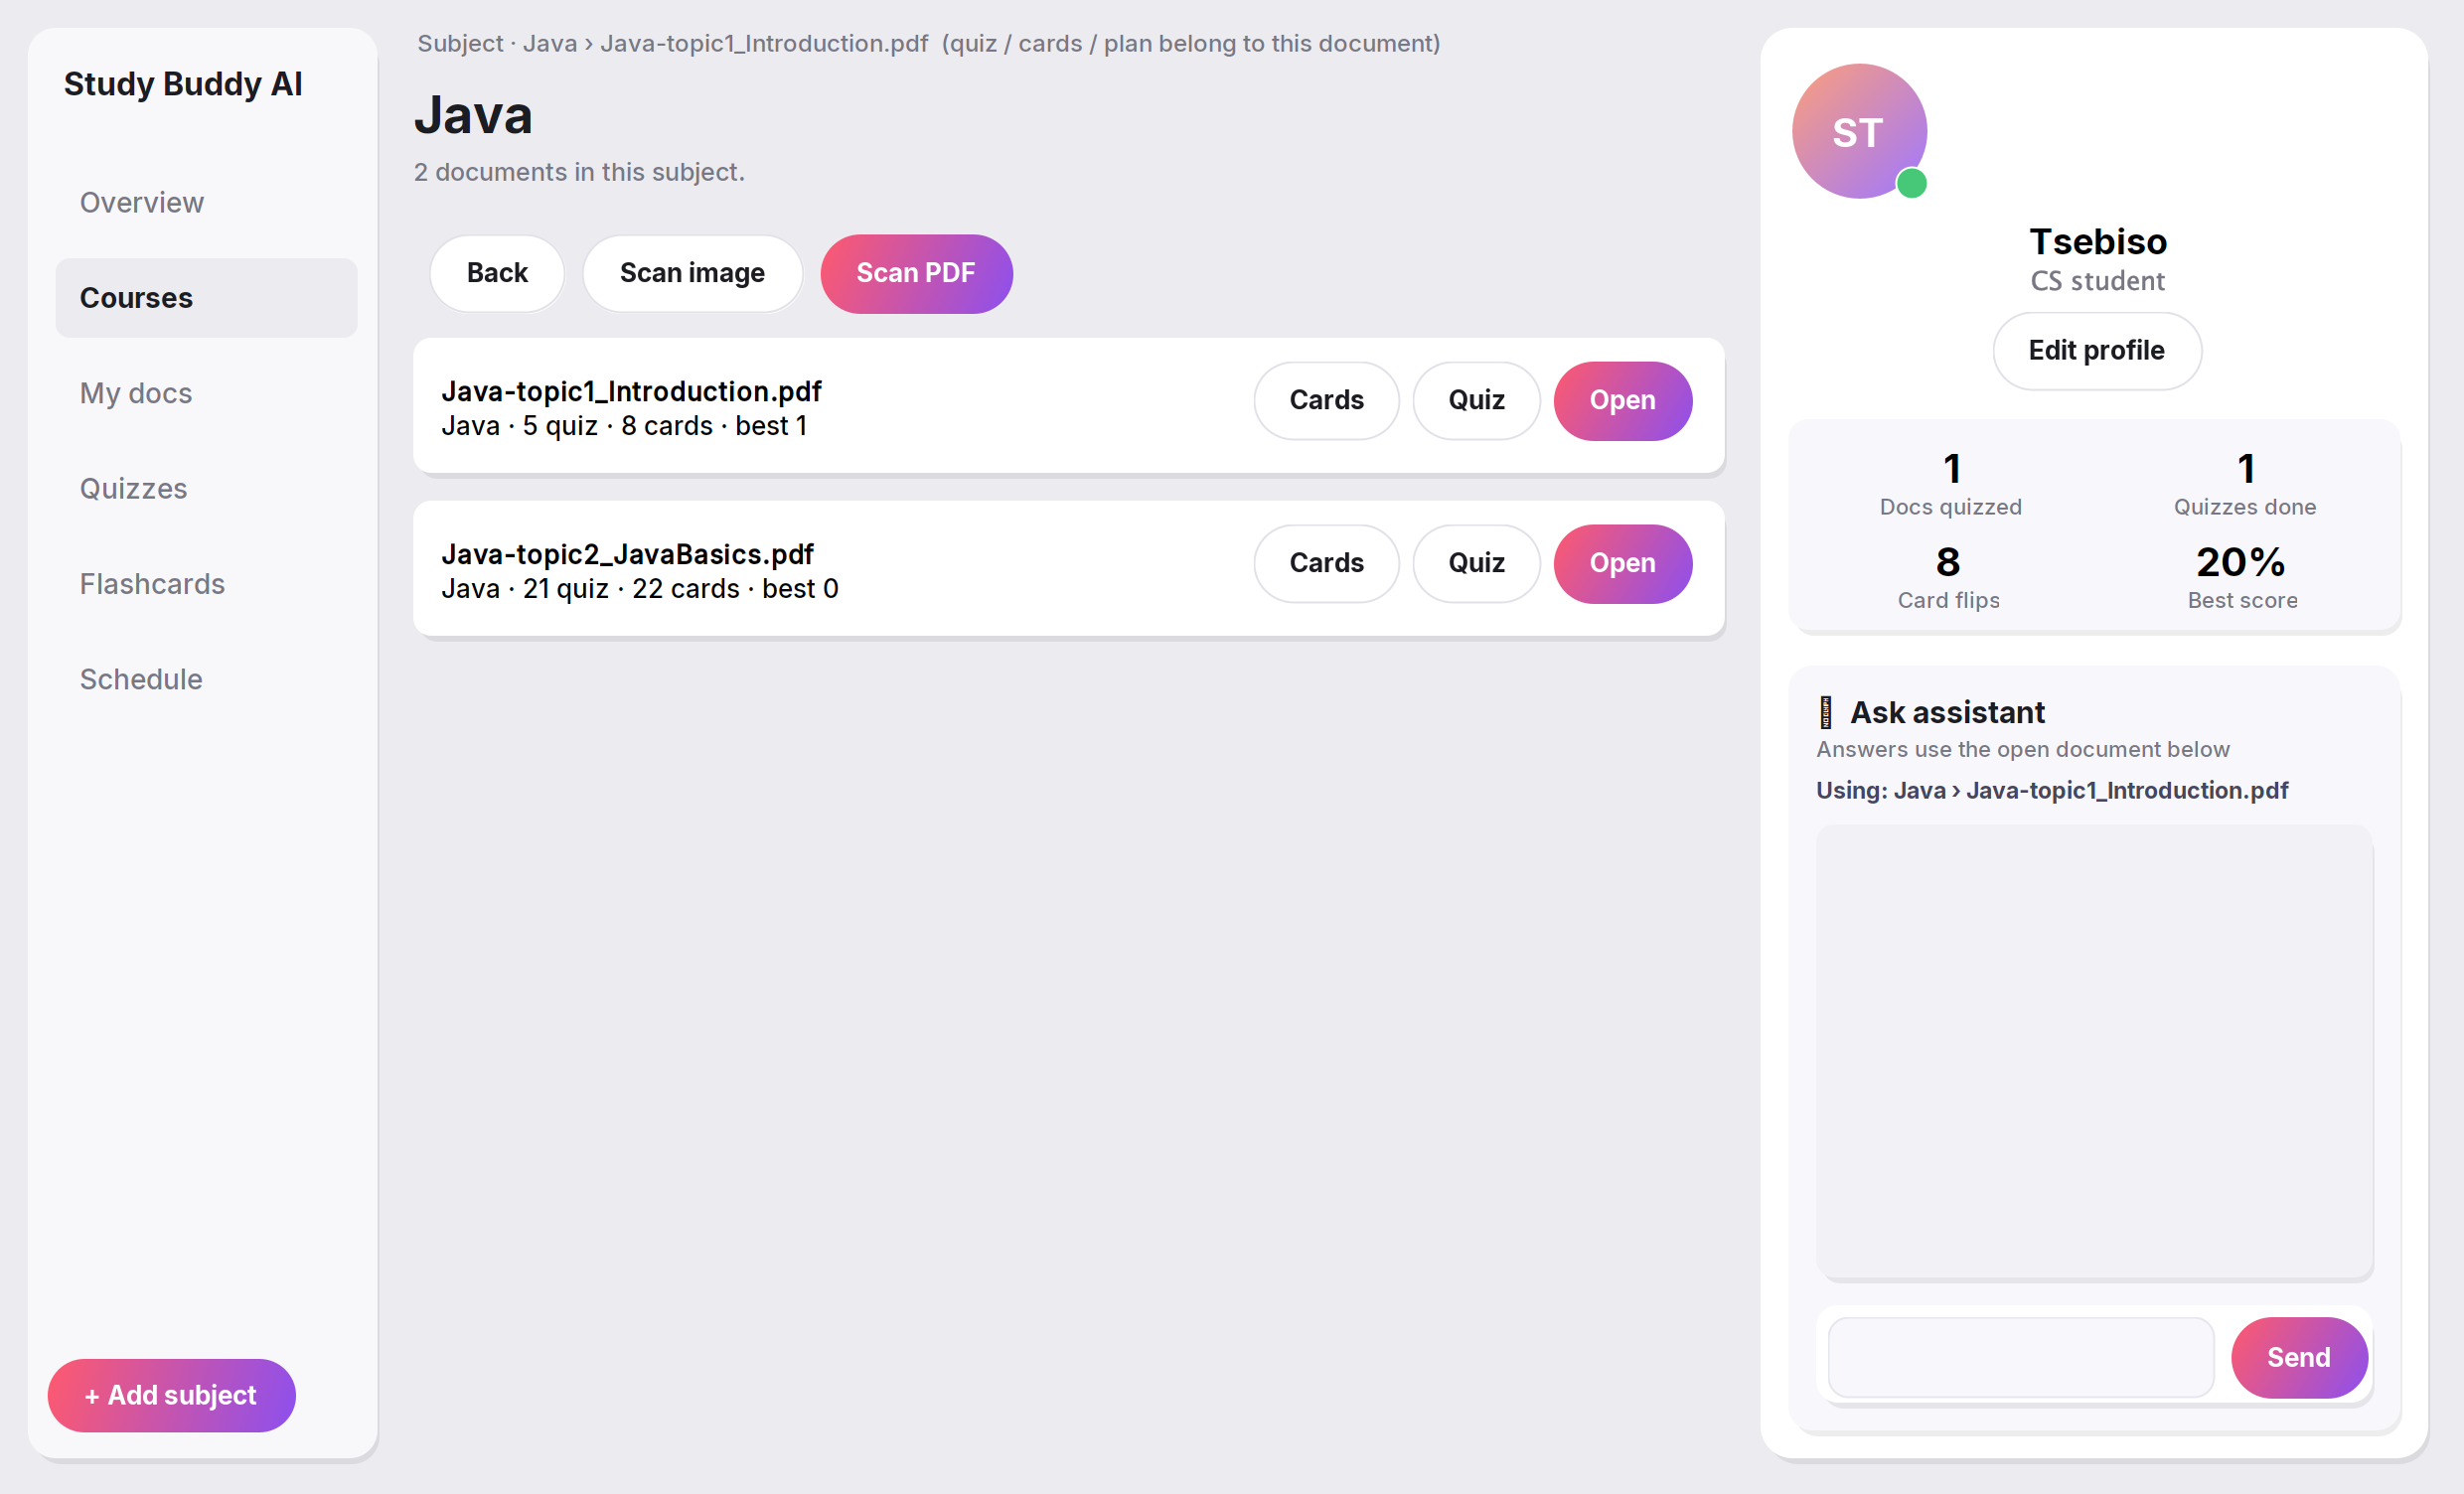 Study Buddy AI
Overview
Courses
My docs
Quizzes
Flashcards
Schedule
+ Add subject
Subject · Java › Java-topic1_Introduction.pdf (quiz / cards / plan belong to this document)
Java
2 documents in this subject.
Back
Scan image
Scan PDF
Java-topic1_Introduction.pdf
Java · 5 quiz · 8 cards · best 1
Cards
Quiz
Open
Java-topic2_JavaBasics.pdf
Java · 21 quiz · 22 cards · best 0
Cards
Quiz
Open
ST
Tsebiso
CS student
Edit profile
1
Docs quizzed
1
Quizzes done
8
Card flips
20%
Best score
Ask assistant
Answers use the open document below
Using: Java › Java-topic1_Introduction.pdf
Send